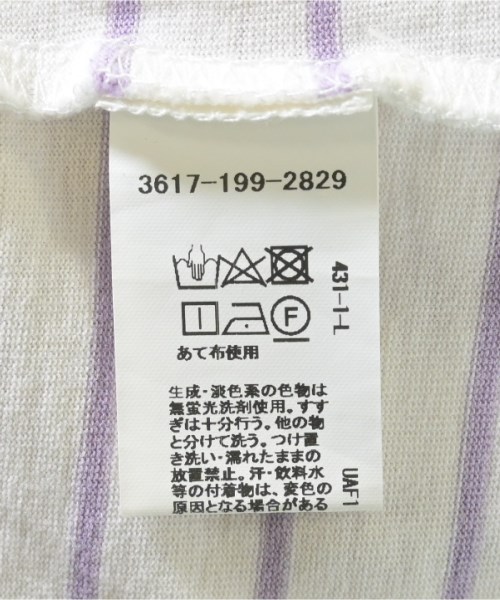 3617-199-2829
F
あて布使用
生成・淡色系の色物は
無蛍光洗剤使用。すす
ぎは十分行う。他の物
と分けて洗う。つけ置
き洗い・濡れたままの
放置禁止。汗・飲料水
等の付着物は、変色の
原因となる場合がある
431-1-L
UAF1